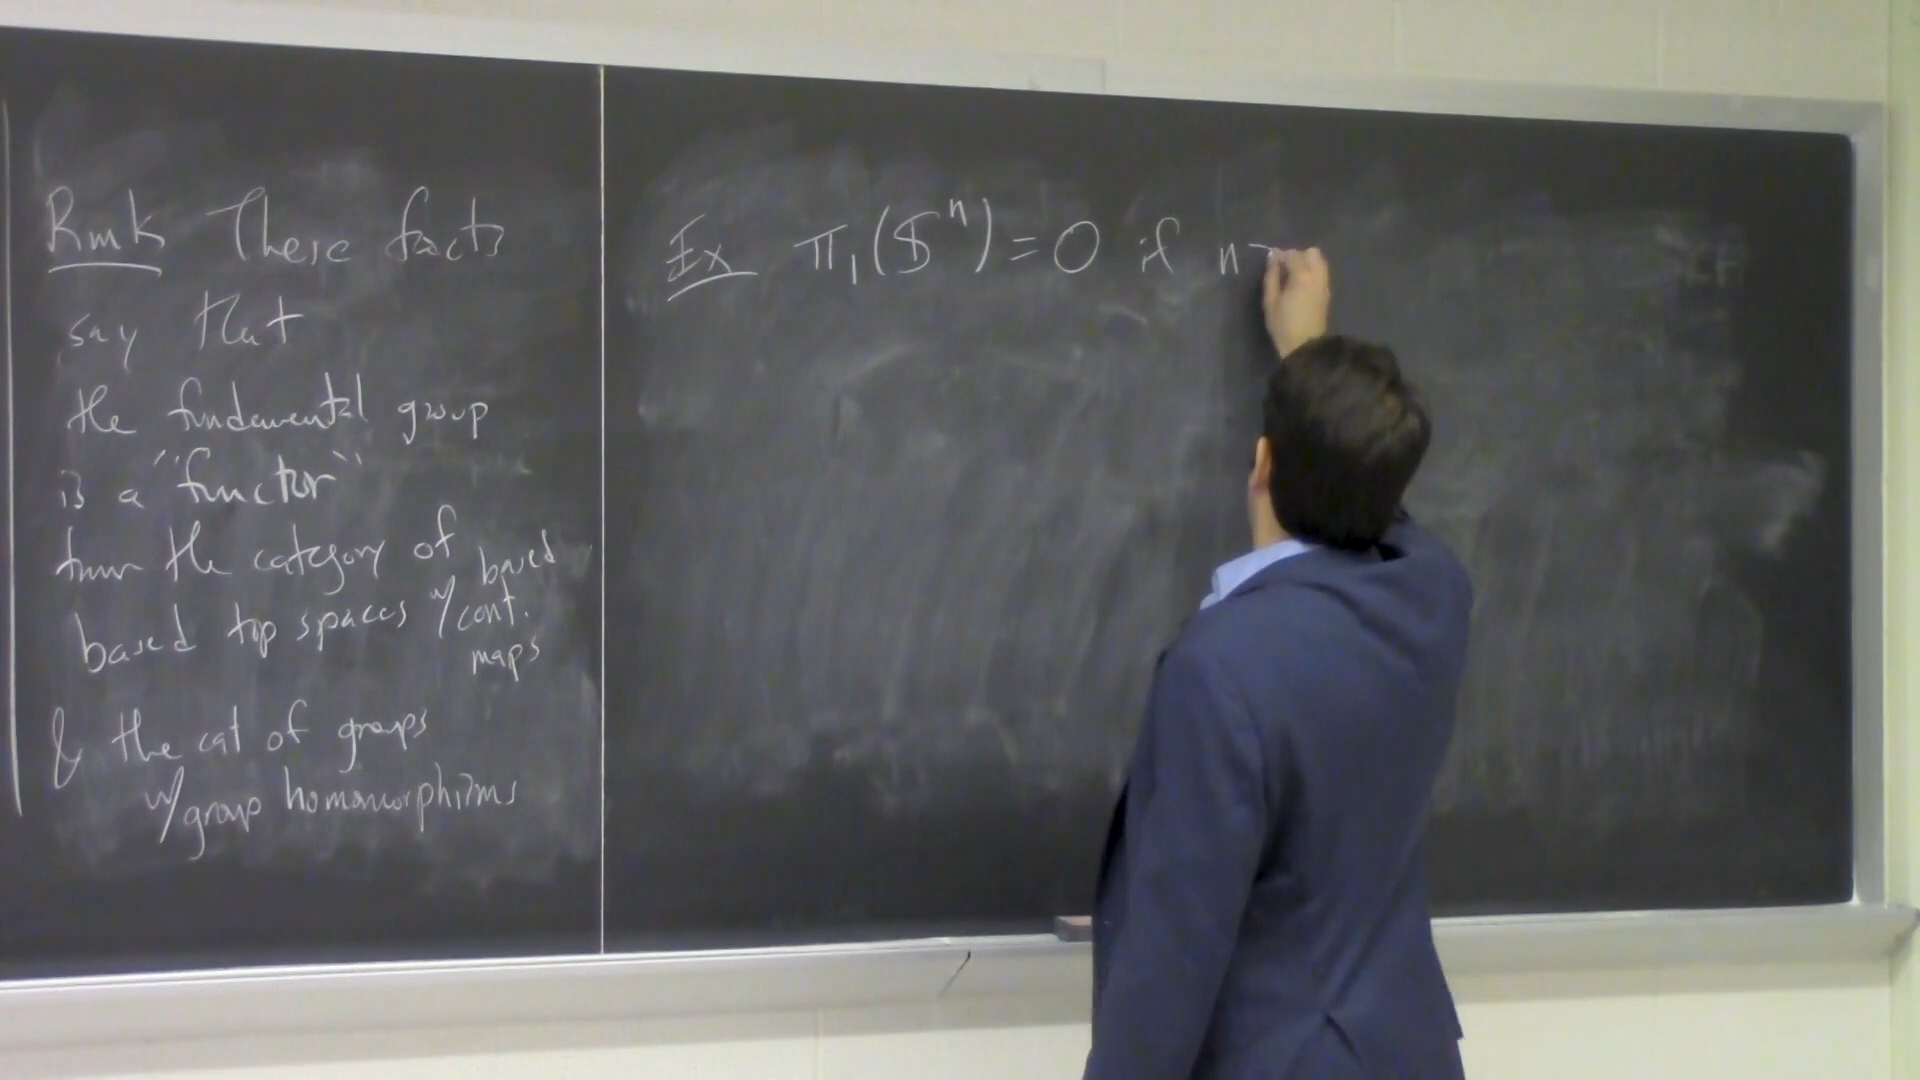 Rmk These facts
say that
the fundamental group
is a "functor"
from the category of
based top spaces w/ based cont. maps
& the cat of groups
w/ group homomorphisms
Ex π₁(𝕊ⁿ) = 0 if n